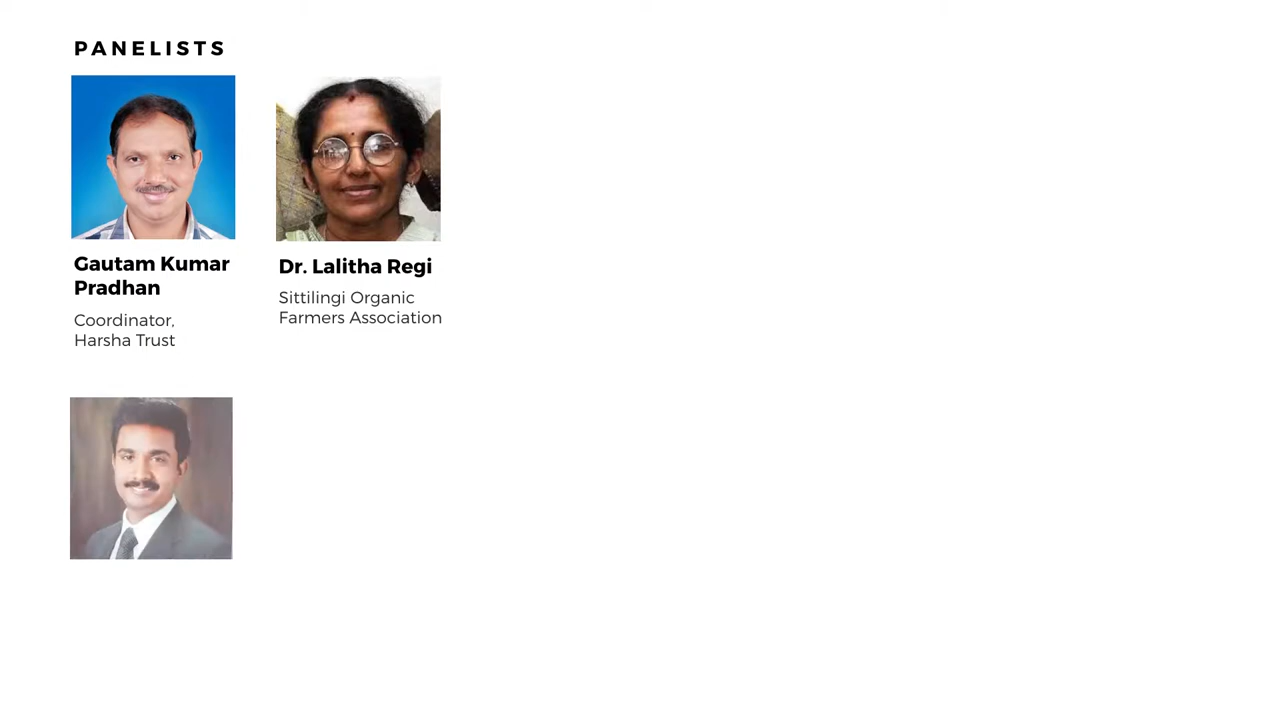 PANELISTS
Gautam Kumar
Pradhan
Coordinator,
Harsha Trust
Dr. Lalitha Regi
Sittilingi Organic
Farmers Association